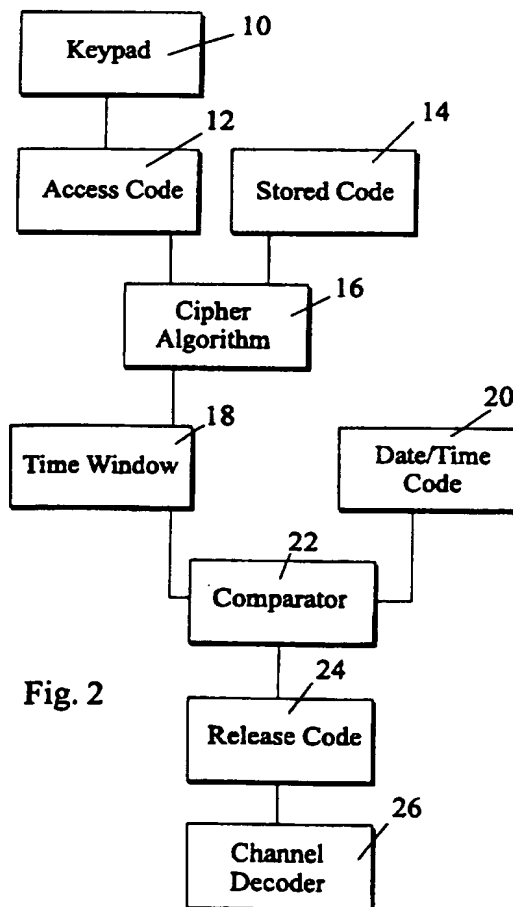 10
Keypad
12
14
Access Code
Stored Code
16
Cipher
Algorithm
18
20
Time Window
Date/Time
Code
22
Comparator
Fig. 2
24
Release Code
26
Channel
Decoder